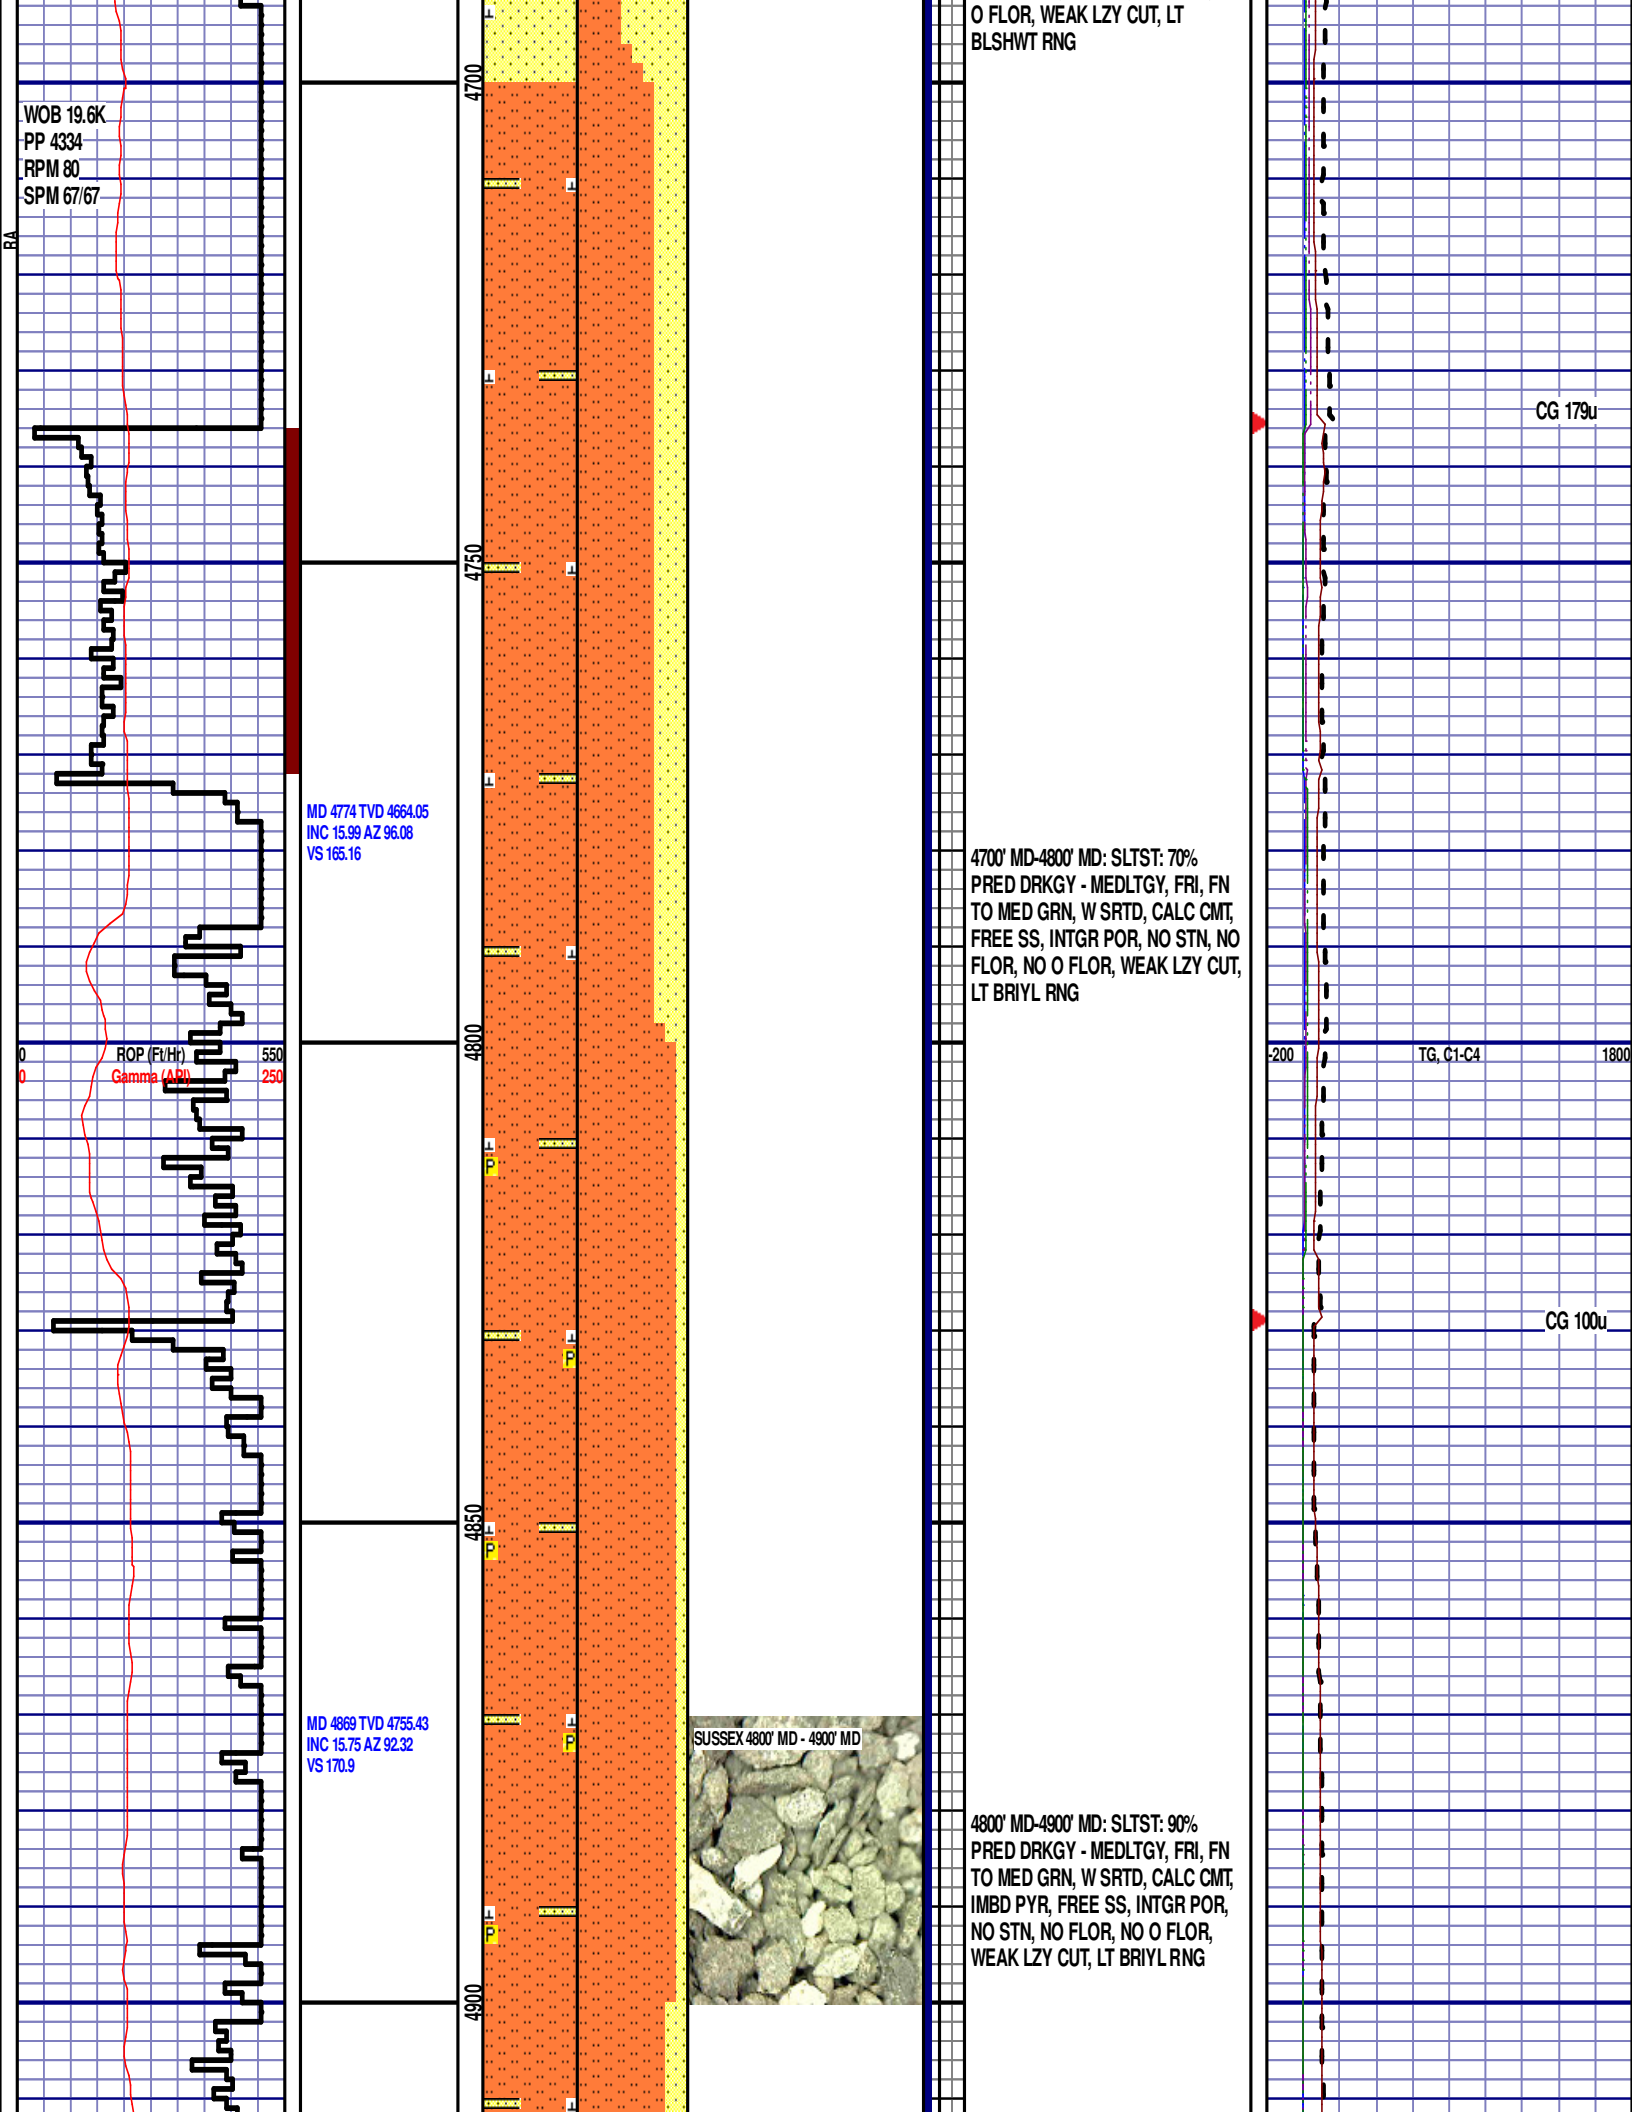 O FLOR, WEAK LZY CUT, LT
BLSHWT RNG
4700
WOB 19.6K
PP 4334
RPM 80
SPM 67/67
RA
CG 179u
4750
MD 4774 TVD 4664.05
INC 15.99 AZ 96.08
VS 165.16
4700' MD-4800' MD: SLTST: 70%
PRED DRKGY - MEDLTGY, FRI, FN
TO MED GRN, W SRTD, CALC CMT,
FREE SS, INTGR POR, NO STN, NO
FLOR, NO O FLOR, WEAK LZY CUT,
LT BRIYL RNG
4800
0 ROP (Ft/Hr) 550
0 Gamma (API) 250
-200 TG, C1-C4 1800
P
CG 100u
P
4850
P
MD 4869 TVD 4755.43
INC 15.75 AZ 92.32
VS 170.9
P
SUSSEX 4800' MD - 4900' MD
4800' MD-4900' MD: SLTST: 90%
PRED DRKGY - MEDLTGY, FRI, FN
TO MED GRN, W SRTD, CALC CMT,
IMBD PYR, FREE SS, INTGR POR,
NO STN, NO FLOR, NO O FLOR,
WEAK LZY CUT, LT BRIYL RNG
P
4900